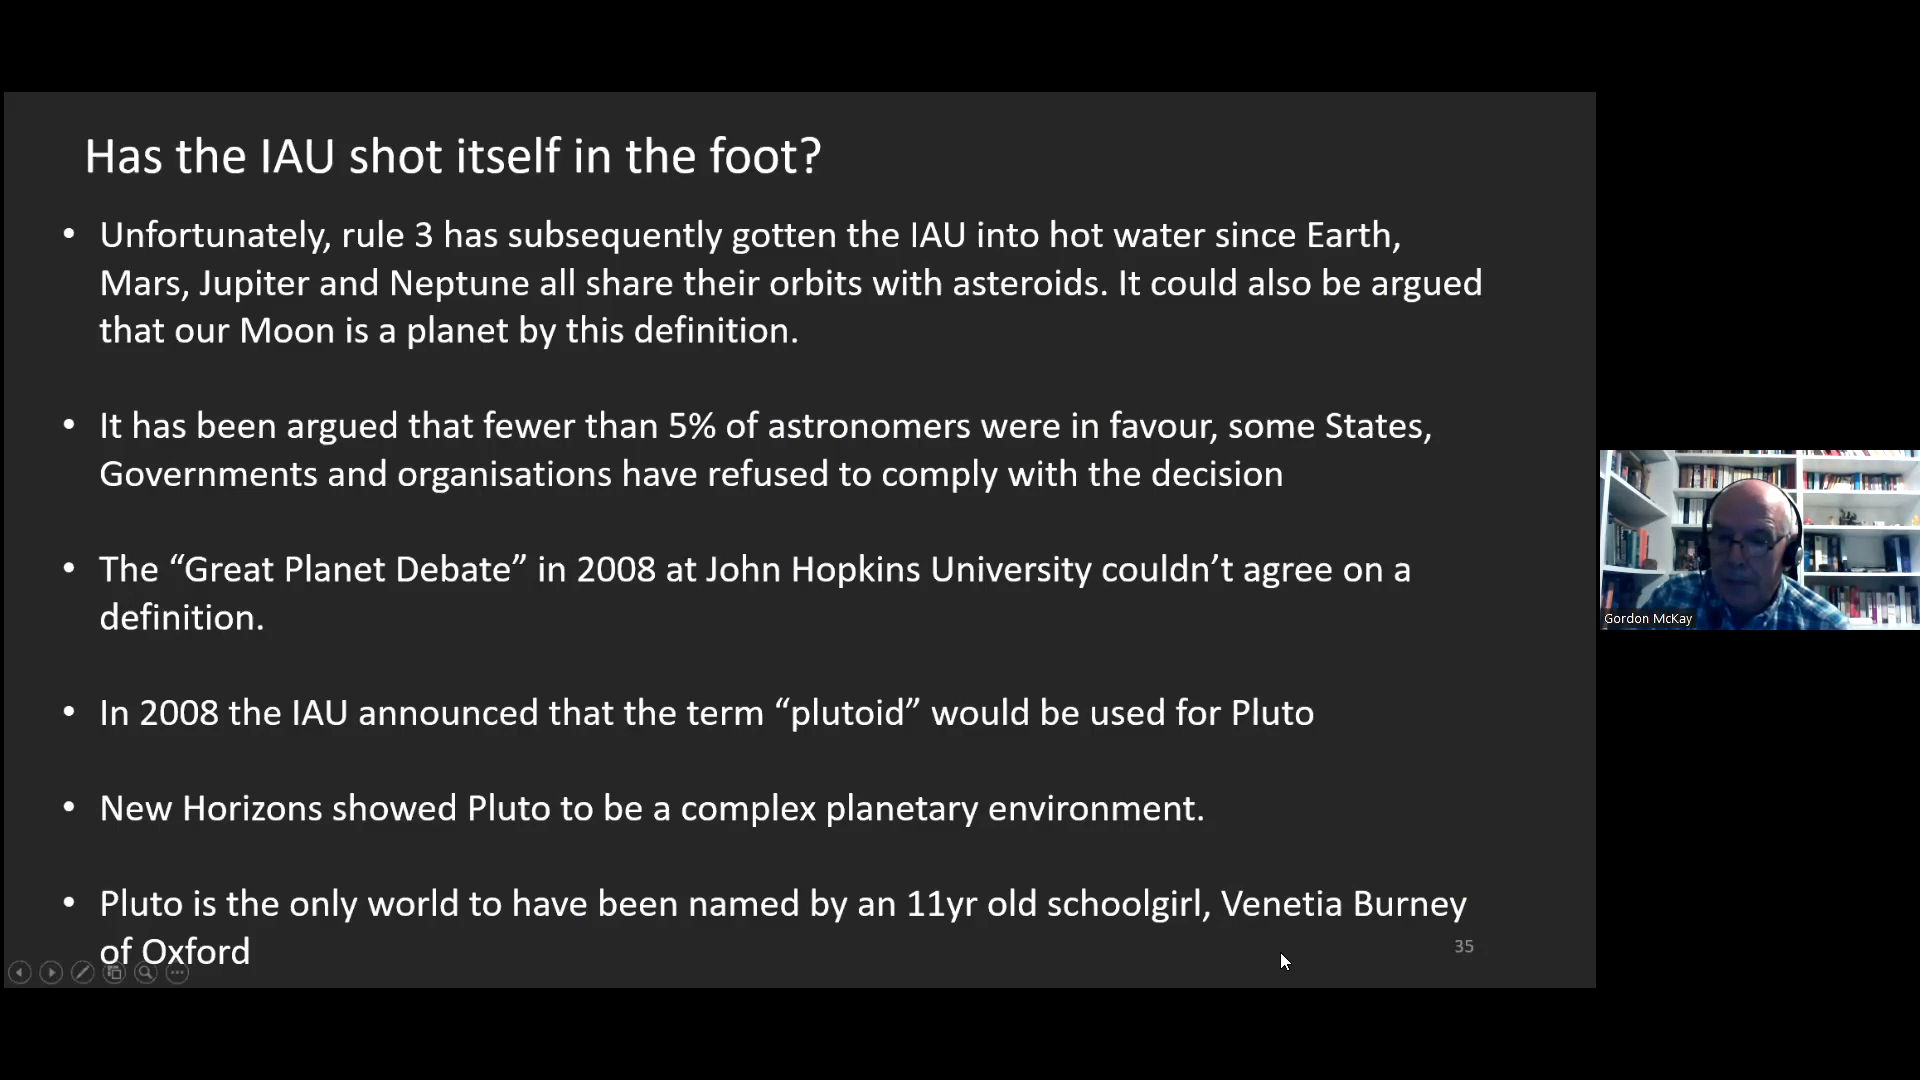 Has the IAU shot itself in the foot?
• Unfortunately, rule 3 has subsequently gotten the IAU into hot water since Earth,
Mars, Jupiter and Neptune all share their orbits with asteroids. It could also be argued
that our Moon is a planet by this definition.
• It has been argued that fewer than 5% of astronomers were in favour, some States,
Governments and organisations have refused to comply with the decision
• The “Great Planet Debate” in 2008 at John Hopkins University couldn’t agree on a
definition.
• In 2008 the IAU announced that the term “plutoid” would be used for Pluto
• New Horizons showed Pluto to be a complex planetary environment.
• Pluto is the only world to have been named by an 11yr old schoolgirl, Venetia Burney
of Oxford
35
Gordon McKay